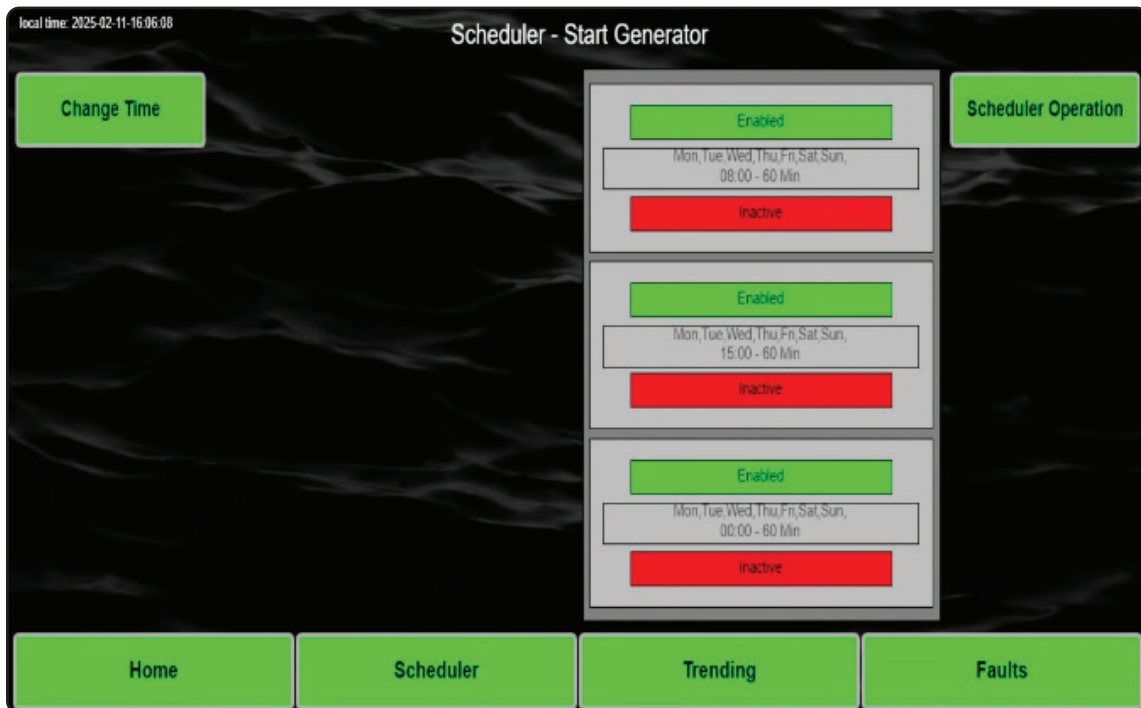 local time: 2025-02-11-16:06:08
Scheduler - Start Generator
Change Time
Scheduler Operation
Enabled
Mon,Tue,Wed,Thu,Fri,Sat,Sun,
08:00 - 60 Min
Inactive
Enabled
Mon,Tue,Wed,Thu,Fri,Sat,Sun,
15:00 - 60 Min
Inactive
Enabled
Mon,Tue,Wed,Thu,Fri,Sat,Sun,
00:00 - 60 Min
Inactive
Home
Scheduler
Trending
Faults